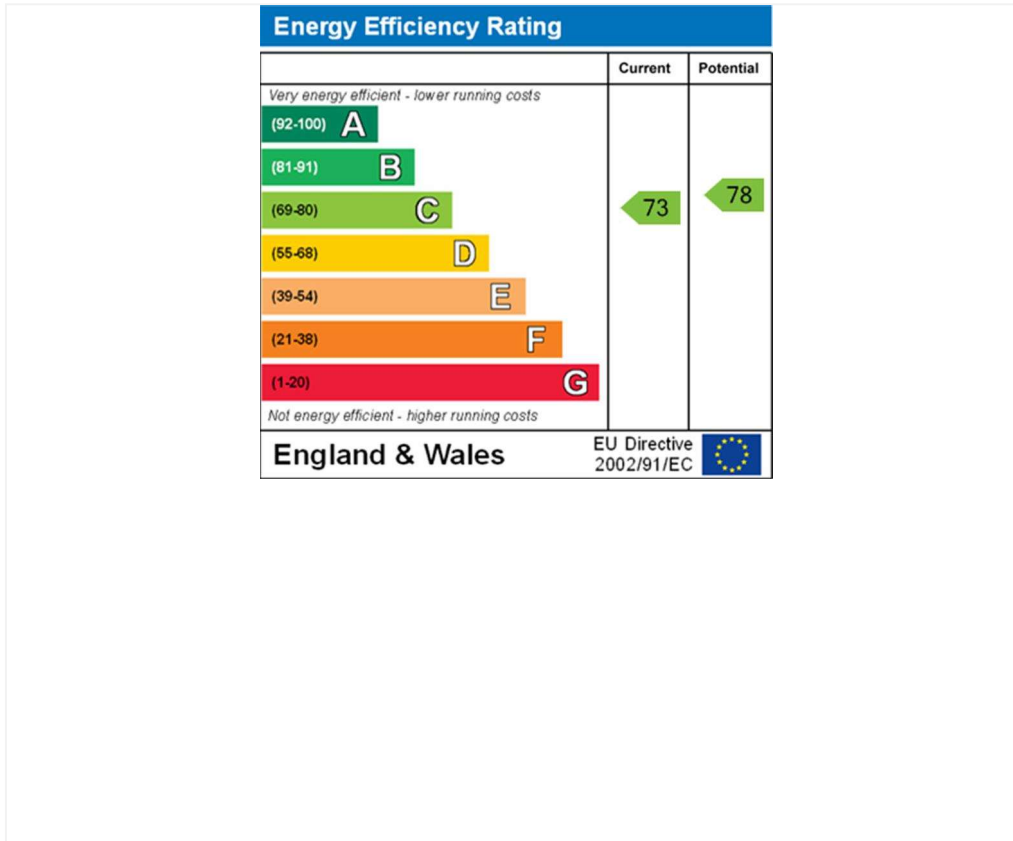 Energy Efficiency Rating
Current Potential
Very energy efficient - lower running costs
(92-100) A
(81-91) B
(69-80) C 73 78
(55-68) D
(39-54) E
(21-38) F
(1-20) G
Not energy efficient - higher running costs
England & Wales
EU Directive
2002/91/EC